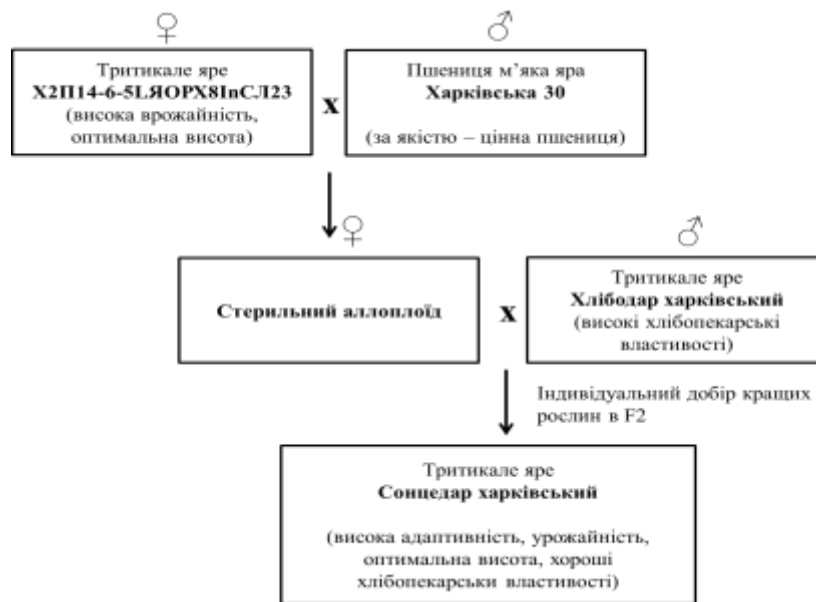 ♀ ♂
Тритикале яре
Х2П14-6-5LЯОРХ8ІnСЛ23
(висока врожайність,
оптимальна висота)
х
Пшениця м’яка яра
Харківська 30
(за якістю – цінна пшениця)
♀ ♂
Стерильний аллоплоїд
х
Тритикале яре
Хлібодар харківський
(високі хлібопекарські
властивості)
Індивідуальний добір кращих
рослин в F2
Тритикале яре
Сонцедар харківський
(висока адаптивність, урожайність,
оптимальна висота, хороші
хлібопекарськи властивості)